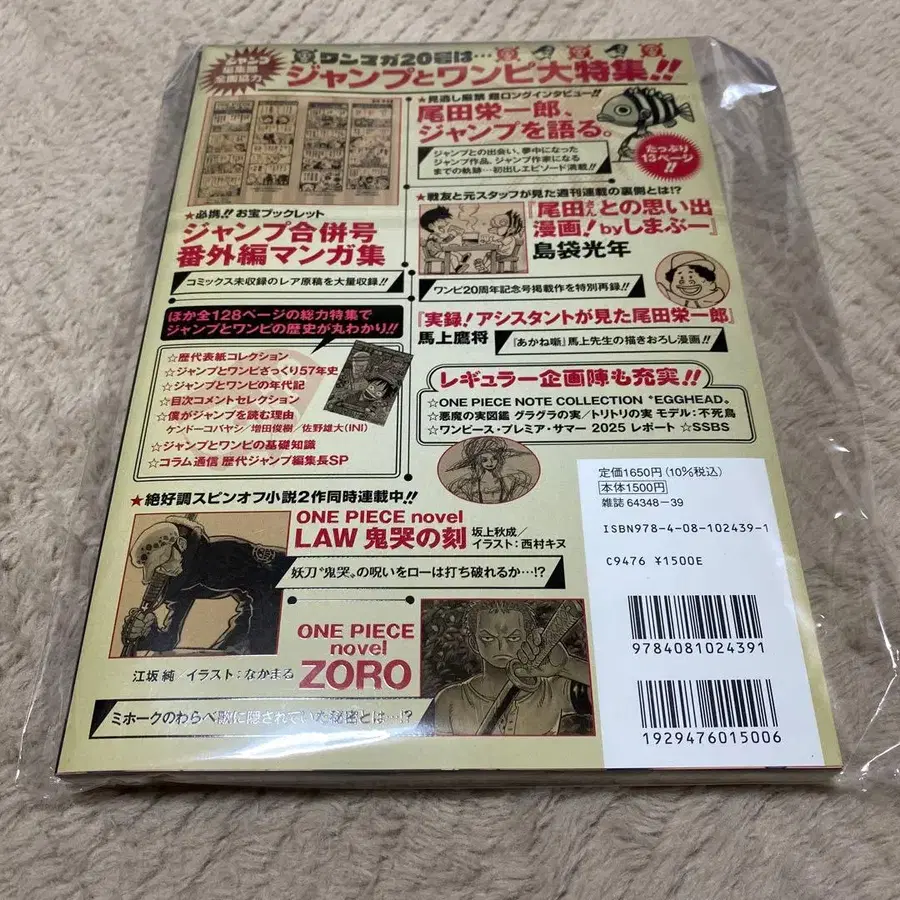 ジャンプ
編集部
全面協力
ワンマガ20号は…
ジャンプとワンピ大特集!!
★見逃し厳禁 超ロングインタビュー!!
尾田栄一郎、
ジャンプを語る。
ジャンプとの出会い、夢中になった
ジャンプ作品、ジャンプ作家になる
までの軌跡…初出しエピソード満載!!
たっぷり
13ページ!!
★必携!! お宝ブックレット
ジャンプ合併号
番外編マンガ集
コミックス未収録のレア原稿を大量収録!!
★戦友と元スタッフが見た週刊連載の裏側とは!?
『尾田さんとの思い出
漫画!byしまぶー』
島袋光年
ワンピ20周年記念号掲載作を特別再録!!
『実録!アシスタントが見た尾田栄一郎』
馬上鷹将
『あかね噺』馬上先生の描きおろし漫画!!
ほか全128ページの総力特集で
ジャンプとワンピの歴史が丸わかり!!
☆歴代表紙コレクション
☆ジャンプとワンピざっくり57年史
☆ジャンプとワンピの年代記
☆目次コメントセレクション
☆僕がジャンプを読む理由
ケンドーコバヤシ/増田俊樹/佐野雄大(INI)
☆ジャンプとワンピの基礎知識
☆コラム通信 歴代ジャンプ編集長SP
レギュラー企画陣も充実!!
☆ONE PIECE NOTE COLLECTION "EGGHEAD"
☆悪魔の実図鑑 グラグラの実/トリトリの実 モデル:不死鳥
☆ワンピース・プレミア・サマー 2025 レポート ☆SSBS
★絶好調スピンオフ小説2作同時連載中!!
ONE PIECE novel
LAW 鬼哭の刻
坂上秋成/
イラスト:西村キヌ
妖刀"鬼哭"の呪いをローは打ち破れるか…!?
ONE PIECE
novel
ZORO
江坂 純/イラスト:なかまる
ミホークのわらべ歌に隠されていた秘密とは…!?
定価1650円(10%税込)
本体1500円
雑誌 64348-39
ISBN978-4-08-102439-1
C9476 ¥1500E
9784081024391
1929476015006